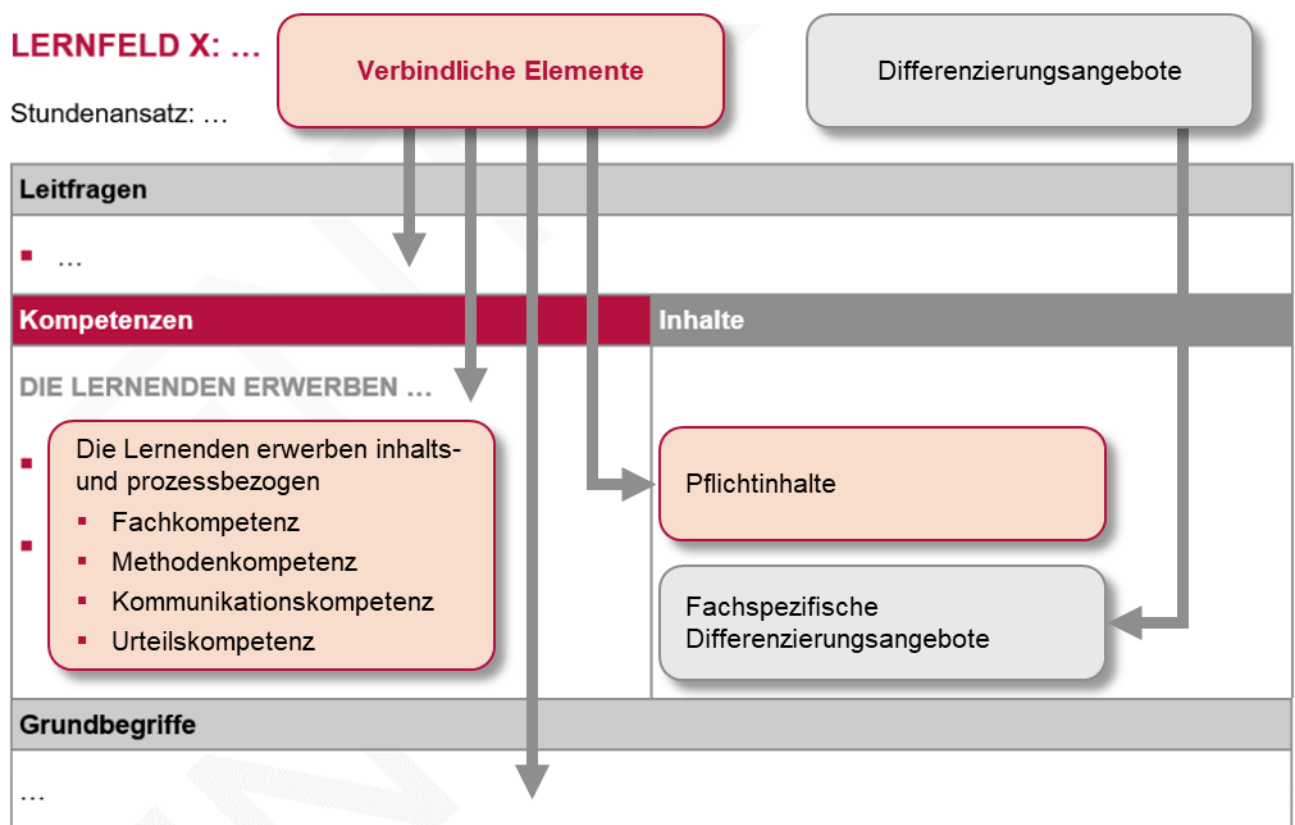 LERNFELD X: …
Verbindliche Elemente
Differenzierungsangebote
Stundenansatz: …
Leitfragen
▪ …
Kompetenzen
Inhalte
DIE LERNENDEN ERWERBEN …
▪ Die Lernenden erwerben inhalts-
und prozessbezogen
▪ Fachkompetenz
▪ Methodenkompetenz
▪ Kommunikationskompetenz
▪ Urteilskompetenz
Pflichtinhalte
Fachspezifische
Differenzierungsangebote
Grundbegriffe
…